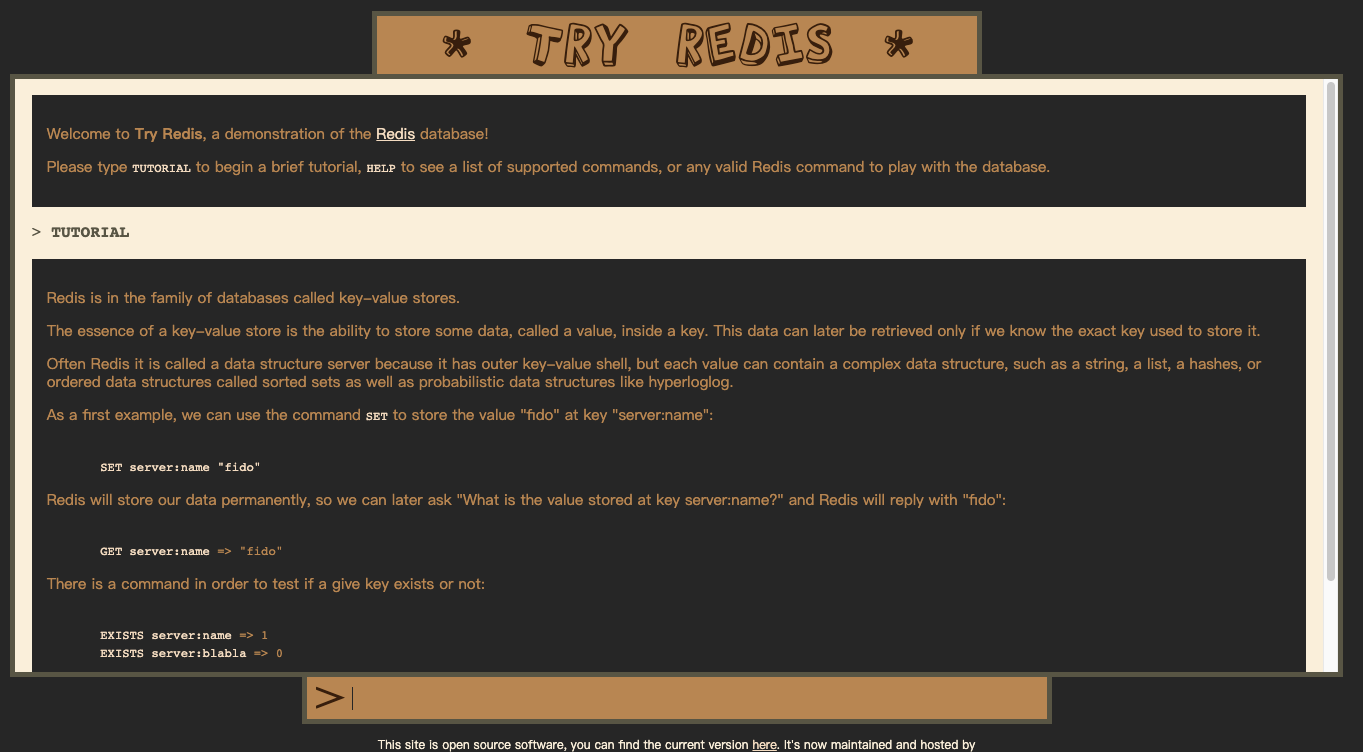 * TRY REDIS *
Welcome to Try Redis, a demonstration of the Redis database!
Please type TUTORIAL to begin a brief tutorial, HELP to see a list of supported commands, or any valid Redis command to play with the database.
> TUTORIAL
Redis is in the family of databases called key-value stores.
The essence of a key-value store is the ability to store some data, called a value, inside a key. This data can later be retrieved only if we know the exact key used to store it.
Often Redis it is called a data structure server because it has outer key-value shell, but each value can contain a complex data structure, such as a string, a list, a hashes, or
ordered data structures called sorted sets as well as probabilistic data structures like hyperloglog.
As a first example, we can use the command SET to store the value "fido" at key "server:name":
SET server:name "fido"
Redis will store our data permanently, so we can later ask "What is the value stored at key server:name?" and Redis will reply with "fido":
GET server:name => "fido"
There is a command in order to test if a give key exists or not:
EXISTS server:name => 1
EXISTS server:blabla => 0
>
This site is open source software, you can find the current version here. It's now maintained and hosted by